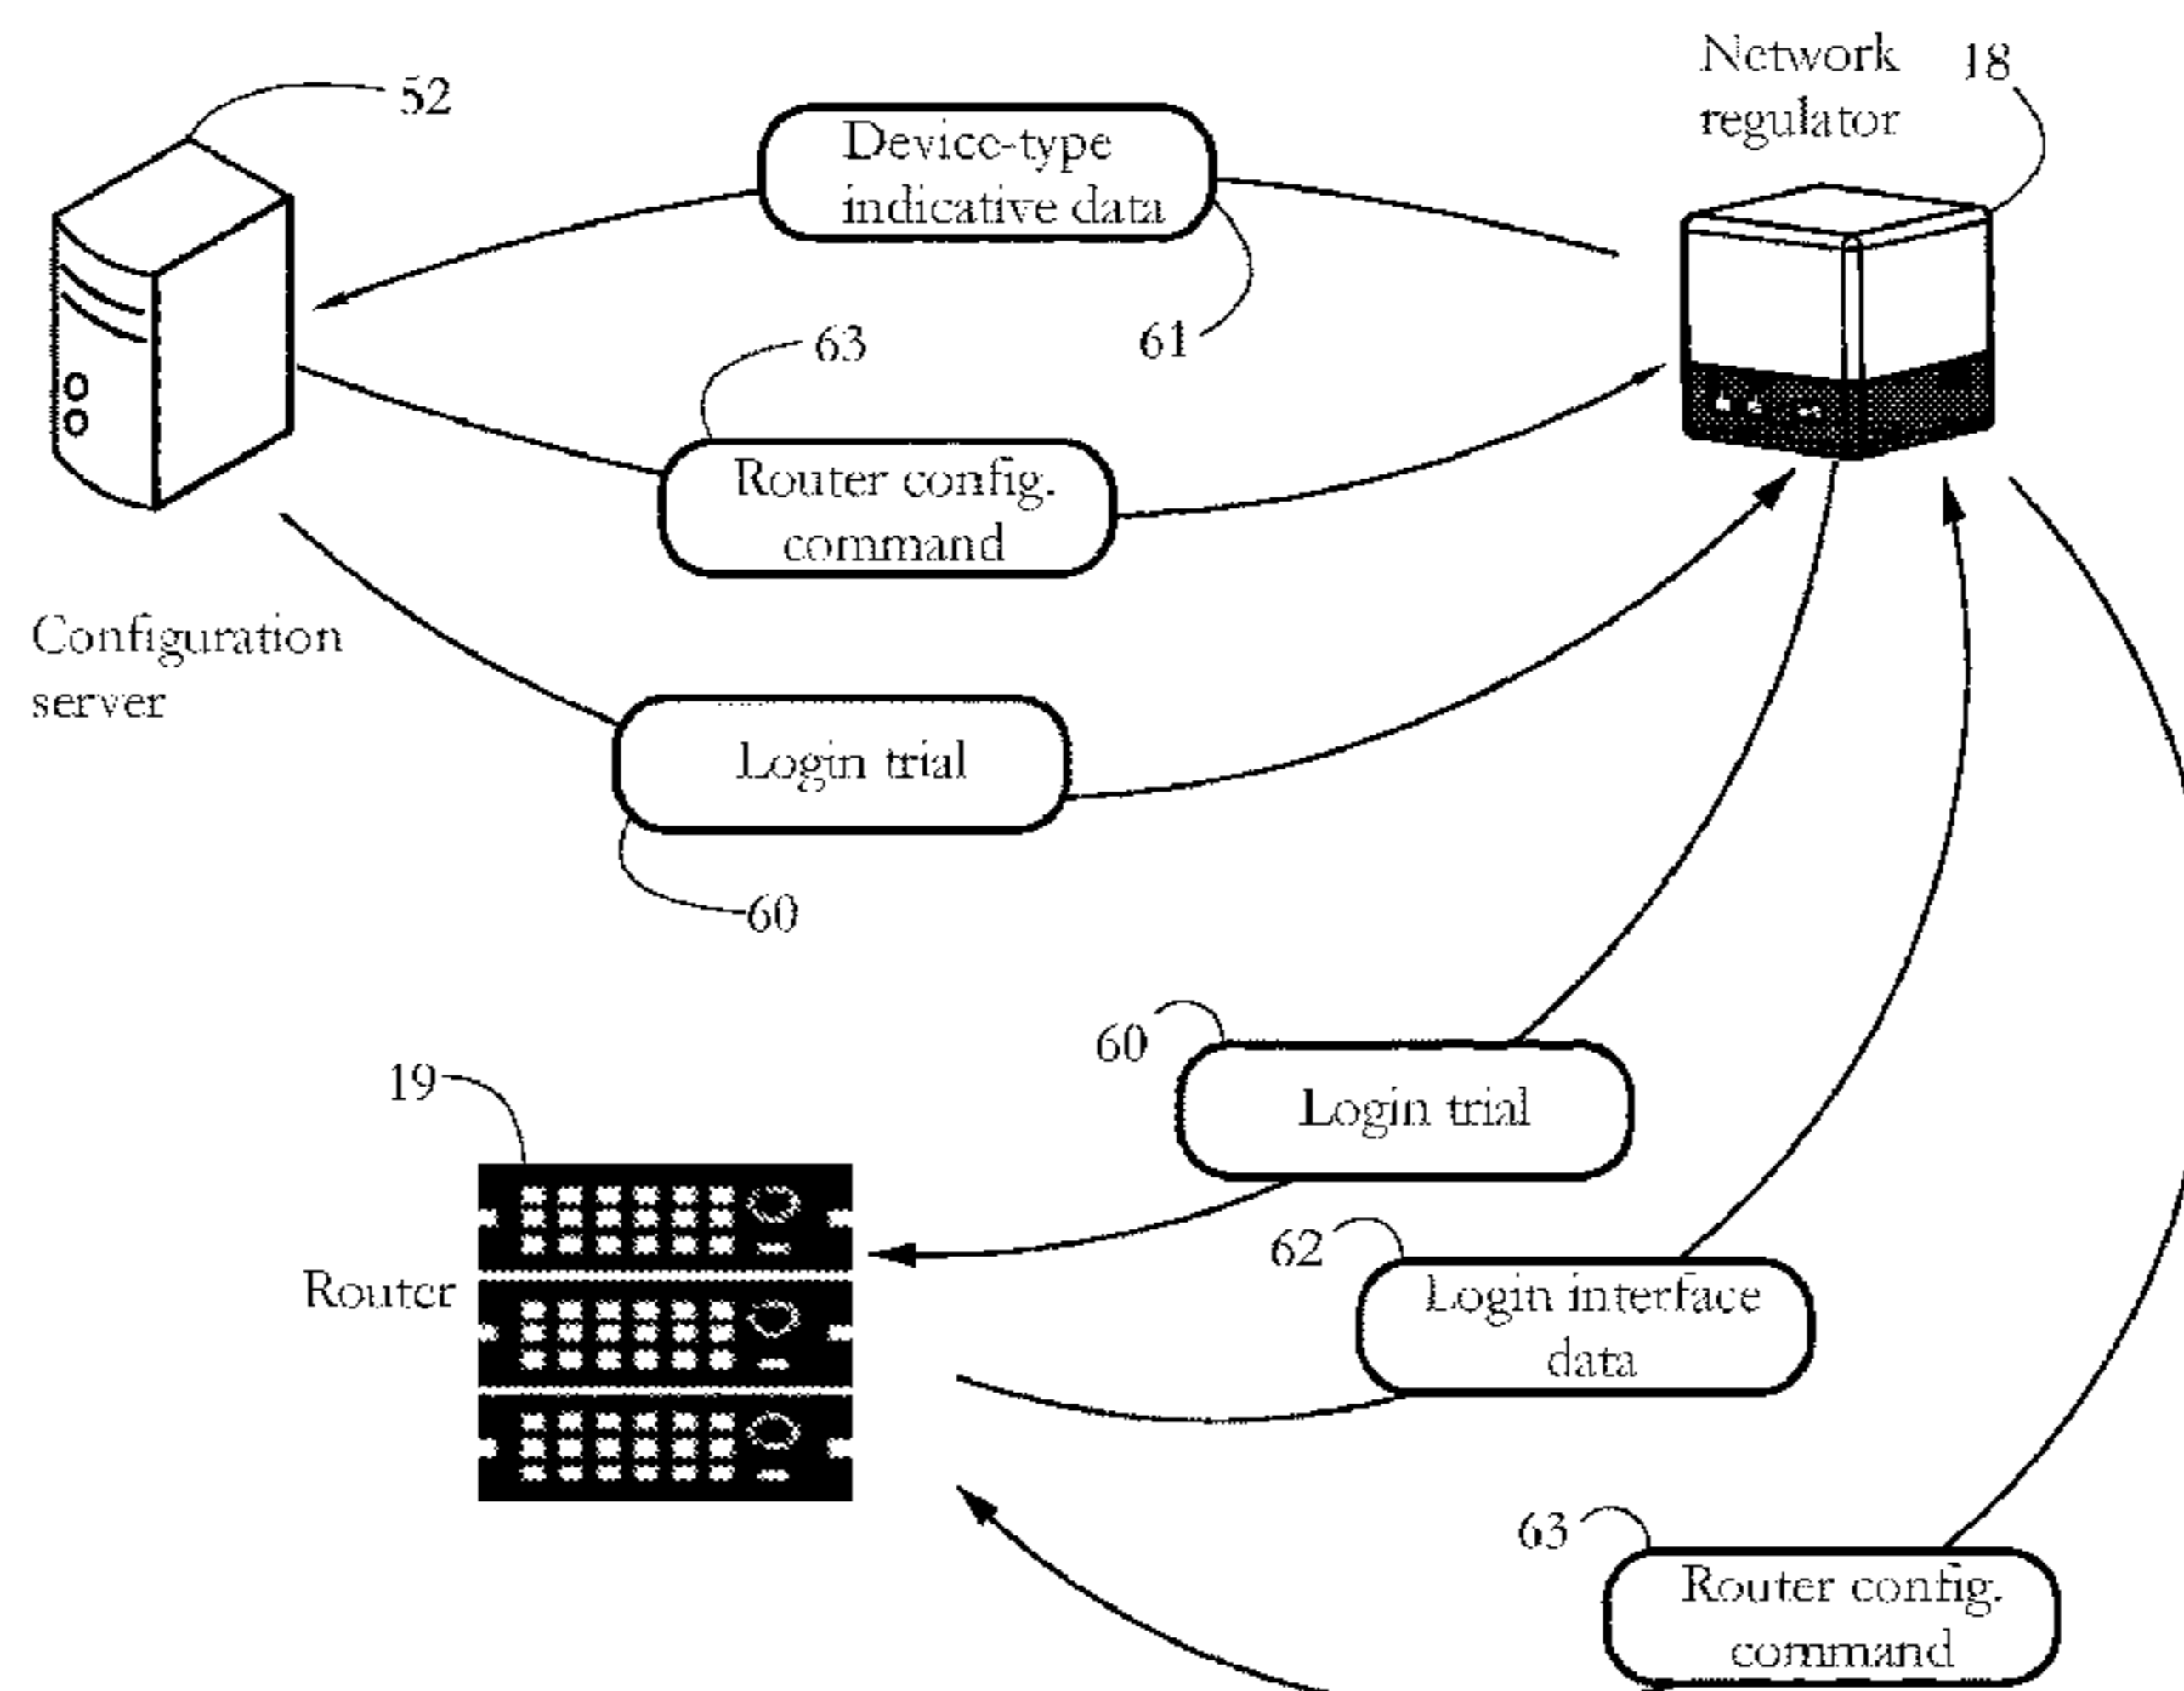 52
Network
regulator
18
Device-type
indicative data
63
61
Router config.
command
Configuration
server
Login trial
60
60
Login trial
19
62
Router
Login interface
data
63
Router config.
command